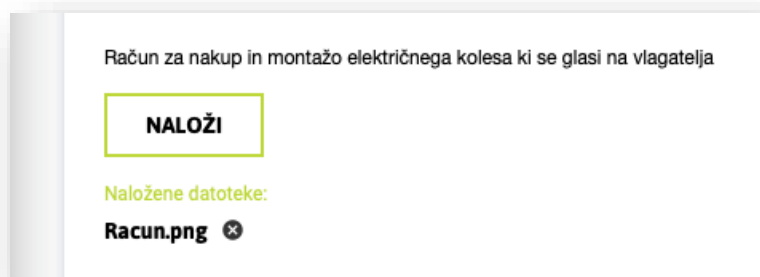 Račun za nakup in montažo električnega kolesa ki se glasi na vlagatelja
NALOŽI
Naložene datoteke:
Racun.png